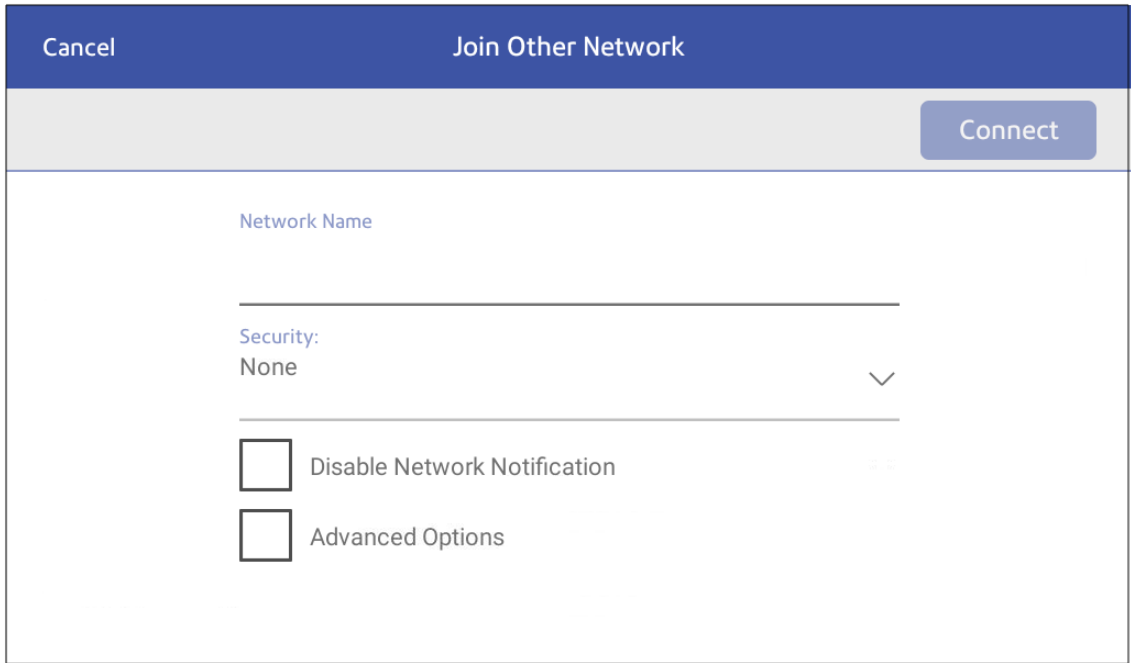 Cancel
Join Other Network
Connect
Network Name
Security:
None
Disable Network Notification
Advanced Options